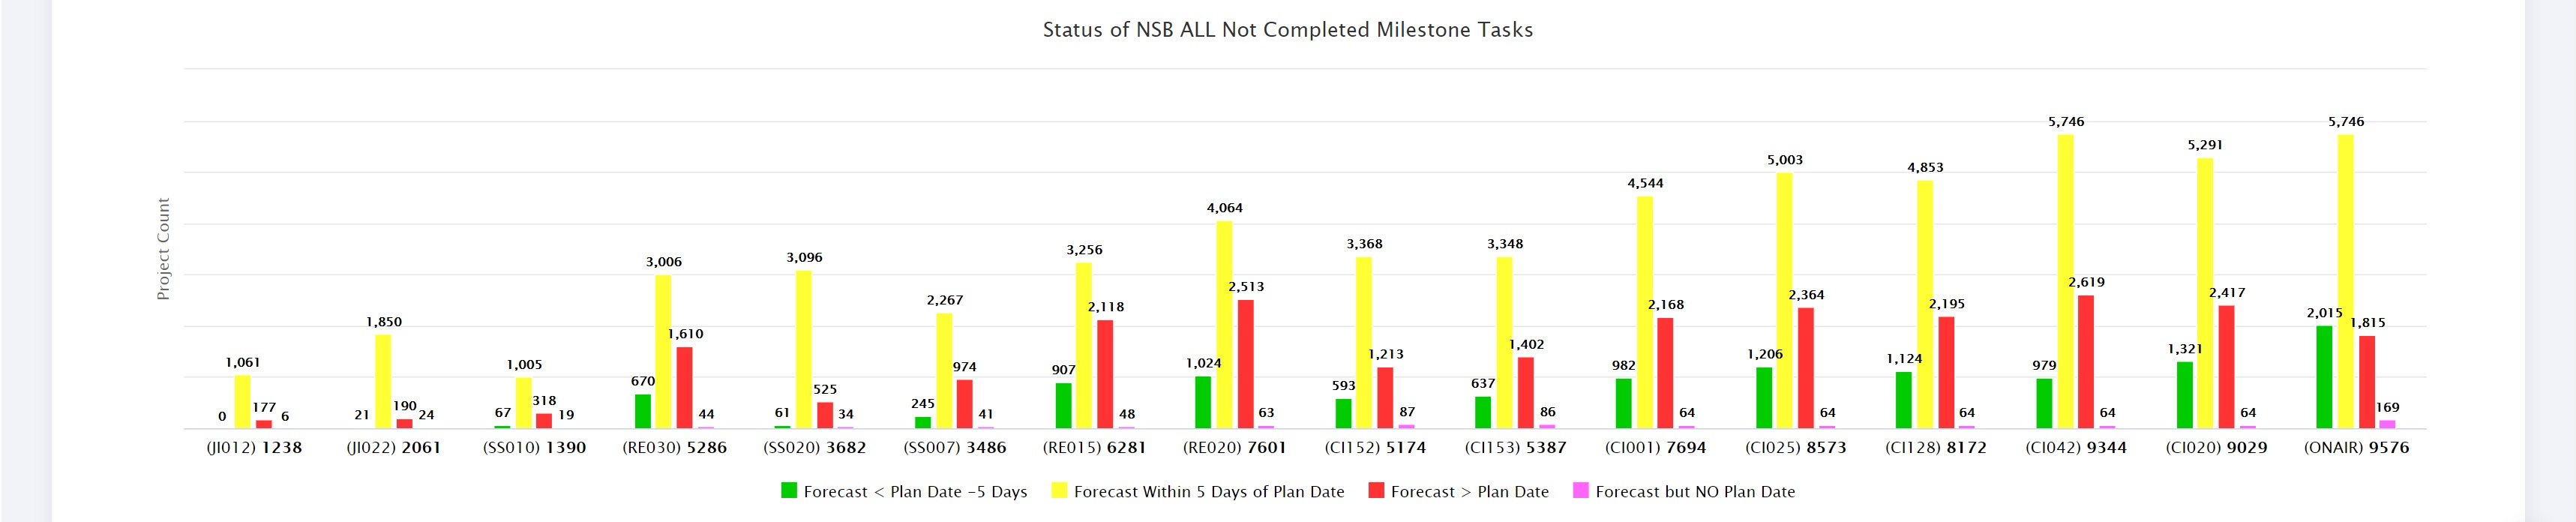 Status of NSB ALL Not Completed Milestone Tasks
Project Count
0 1,061 177 6
21 1,850 190 24
67 1,005 318 19
670 3,006 1,610 44
61 3,096 525 34
245 2,267 974 41
907 3,256 2,118 48
1,024 4,064 2,513 63
593 3,368 1,213 87
637 3,348 1,402 86
982 4,544 2,168 64
1,206 5,003 2,364 64
1,124 4,853 2,195 64
979 5,746 2,619 64
1,321 5,291 2,417 64
2,015 5,746 1,815 169
(JI012) 1238 (JI022) 2061 (SS010) 1390 (RE030) 5286 (SS020) 3682 (SS007) 3486 (RE015) 6281 (RE020) 7601 (CI152) 5174 (CI153) 5387 (CI001) 7694 (CI025) 8573 (CI128) 8172 (CI042) 9344 (CI020) 9029 (ONAIR) 9576
Forecast < Plan Date -5 Days Forecast Within 5 Days of Plan Date Forecast > Plan Date Forecast but NO Plan Date